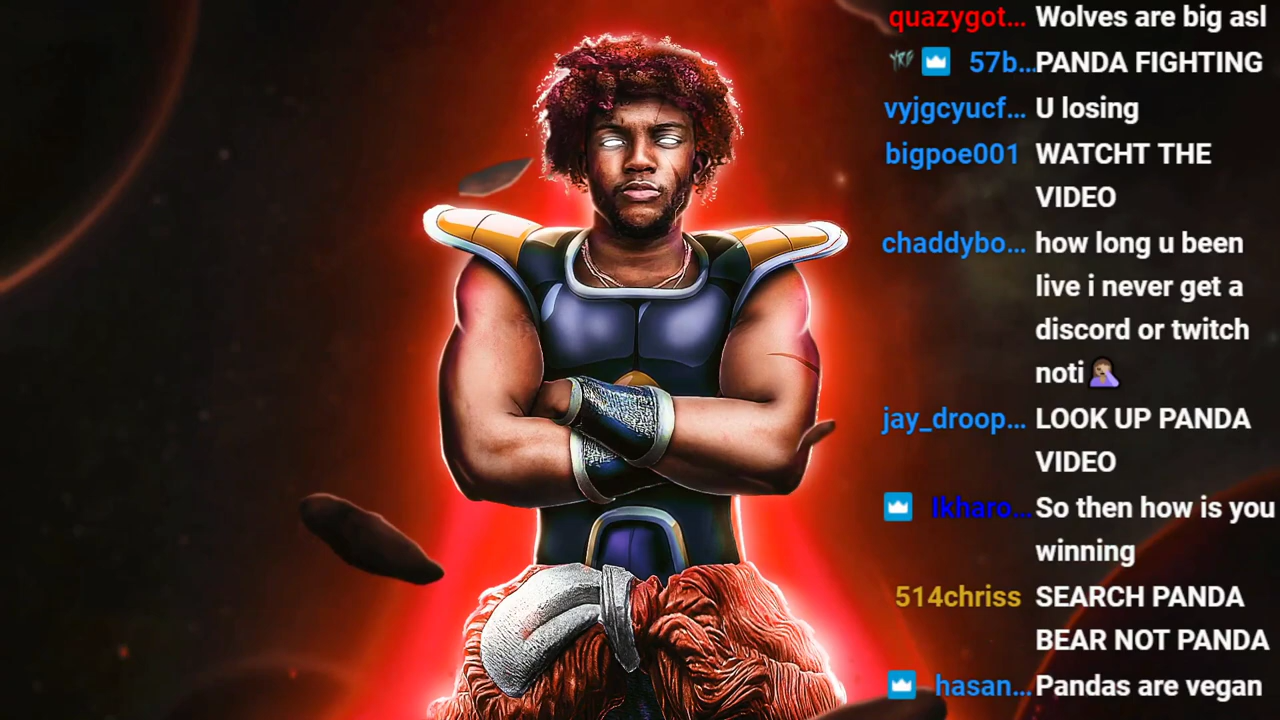 quazygot... Wolves are big asl
YRF 57b... PANDA FIGHTING
vyjgcyucf... U losing
bigpoe001 WATCHT THE
VIDEO
chaddybo... how long u been
live i never get a
discord or twitch
noti
jay_droop... LOOK UP PANDA
VIDEO
lkharo... So then how is you
winning
514chriss SEARCH PANDA
BEAR NOT PANDA
hasan... Pandas are vegan